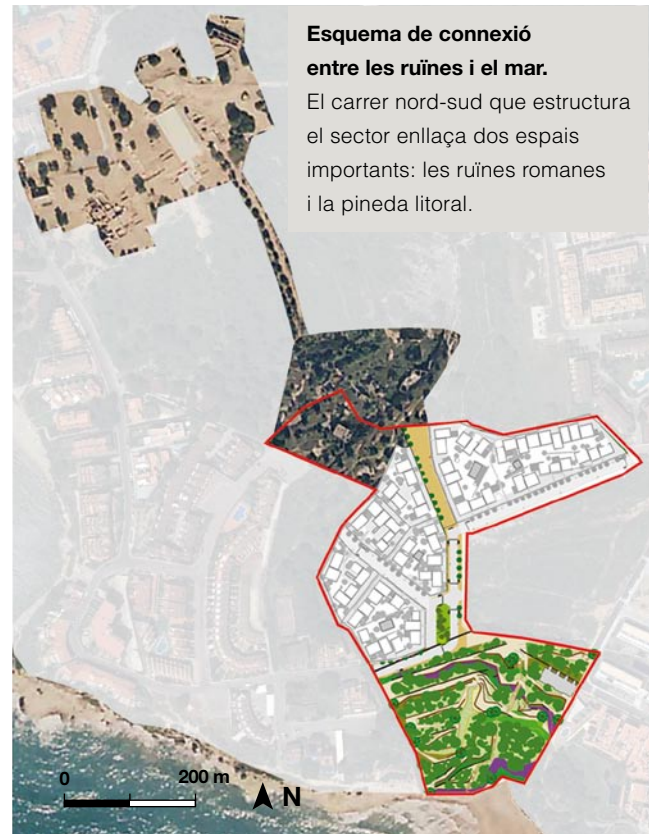 Esquema de connexió
entre les ruïnes i el mar.
El carrer nord-sud que estructura
el sector enllaça dos espais
importants: les ruïnes romanes
i la pineda litoral.
0 200 m
N